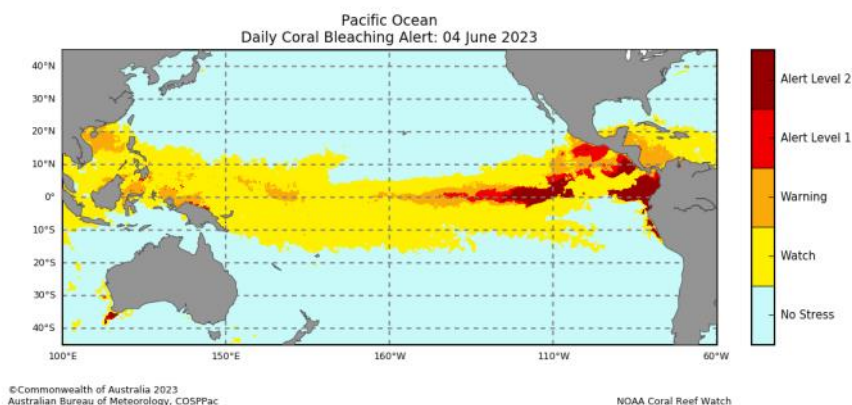 Pacific Ocean
Daily Coral Bleaching Alert: 04 June 2023
40°N
30°N
20°N
10°N
0°
10°S
20°S
30°S
40°S
100°E
150°E
160°W
110°W
60°W
Alert Level 2
Alert Level 1
Warning
Watch
No Stress
©Commonwealth of Australia 2023
Australian Bureau of Meteorology, COSPPac
NOAA Coral Reef Watch